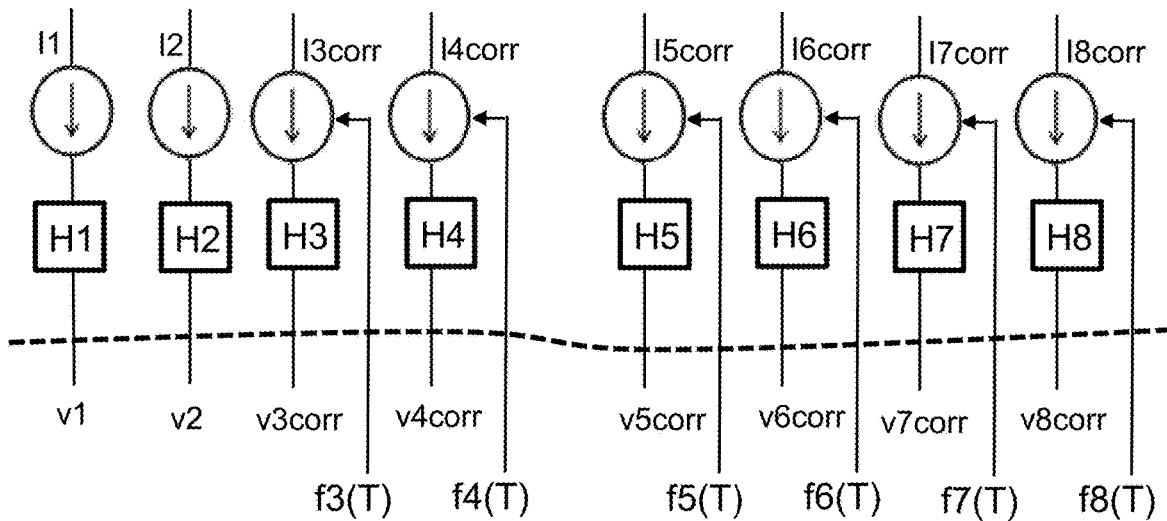 I1 I2 I3corr I4corr I5corr I6corr I7corr I8corr
H1 H2 H3 H4 H5 H6 H7 H8
v1 v2 v3corr v4corr v5corr v6corr v7corr v8corr
f3(T) f4(T) f5(T) f6(T) f7(T) f8(T)